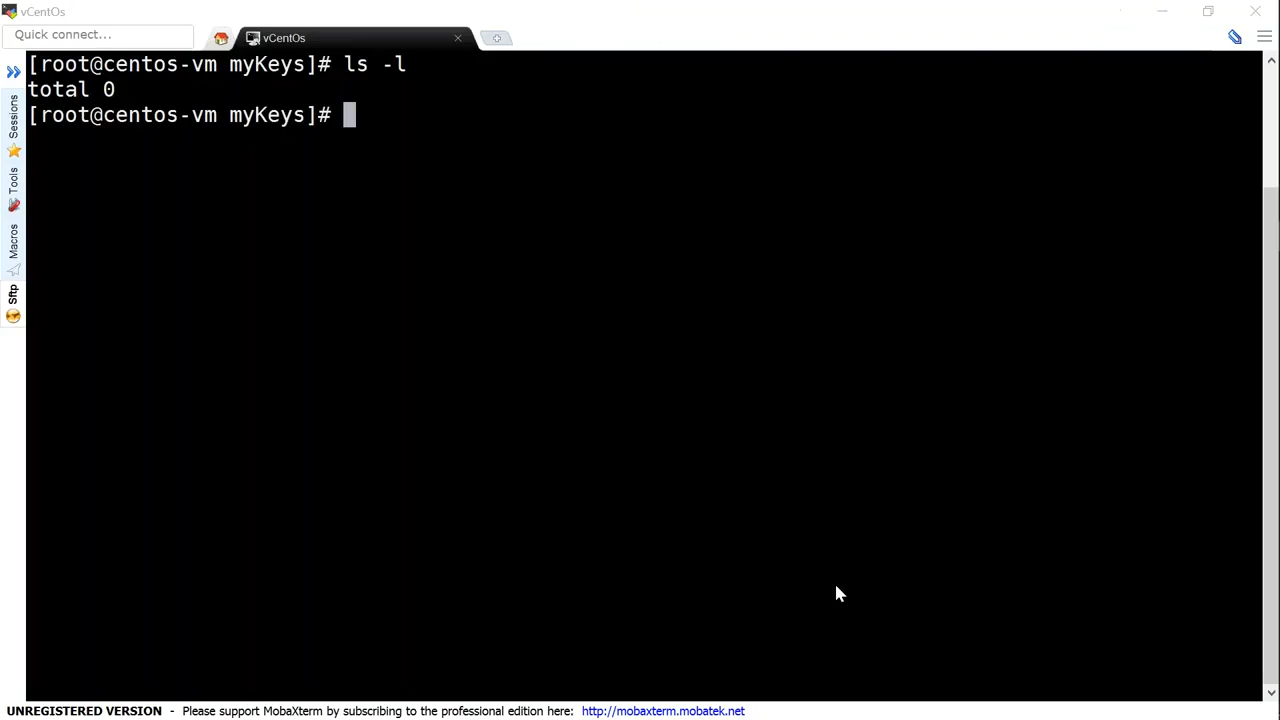 vCentOs
Quick connect...
vCentOs
Sessions
Tools
Macros
Sftp
[root@centos-vm myKeys]# ls -l
total 0
[root@centos-vm myKeys]#
UNREGISTERED VERSION - Please support MobaXterm by subscribing to the professional edition here: http://mobaxterm.mobatek.net